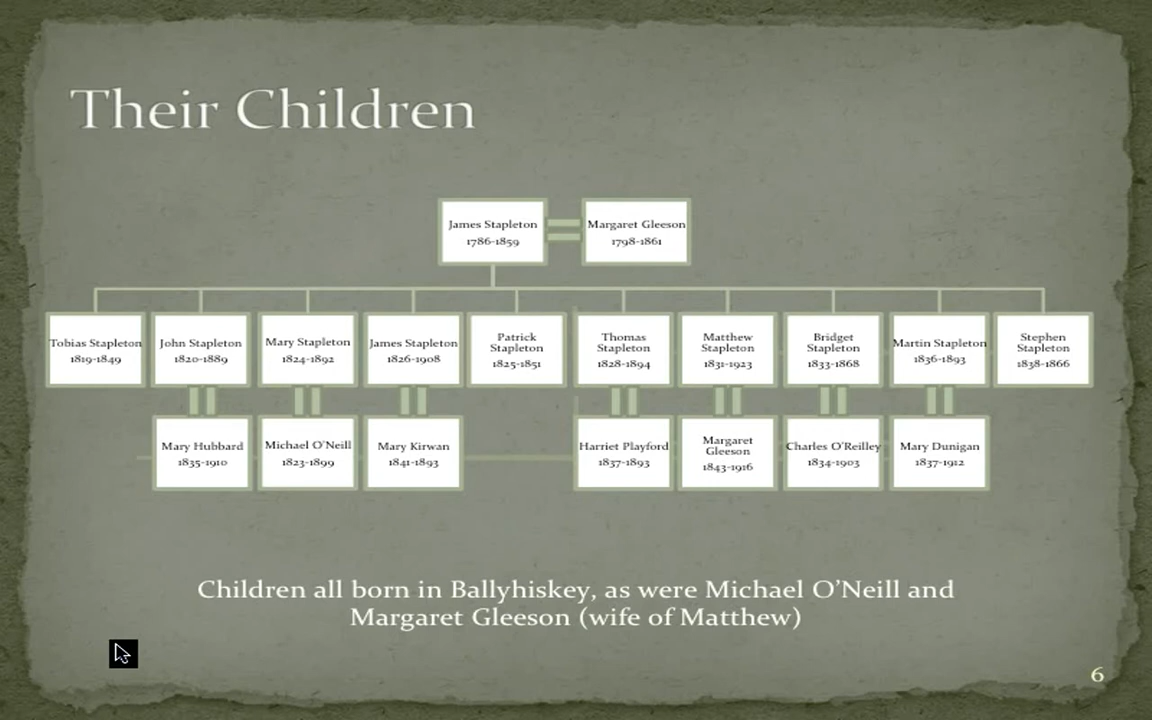 Their Children
James Stapleton
1786-1859
Margaret Gleeson
1798-1861
Tobias Stapleton
1819-1849
John Stapleton
1820-1889
Mary Stapleton
1824-1892
James Stapleton
1826-1908
Patrick
Stapleton
1825-1851
Thomas
Stapleton
1828-1894
Matthew
Stapleton
1831-1923
Bridget
Stapleton
1833-1868
Martin Stapleton
1836-1893
Stephen
Stapleton
1838-1866
Mary Hubbard
1835-1910
Michael O'Neill
1823-1899
Mary Kirwan
1841-1893
Harriet Playford
1837-1893
Margaret
Gleeson
1843-1916
Charles O'Reilley
1834-1903
Mary Dunigan
1837-1912
Children all born in Ballyhiskey, as were Michael O'Neill and
Margaret Gleeson (wife of Matthew)
6